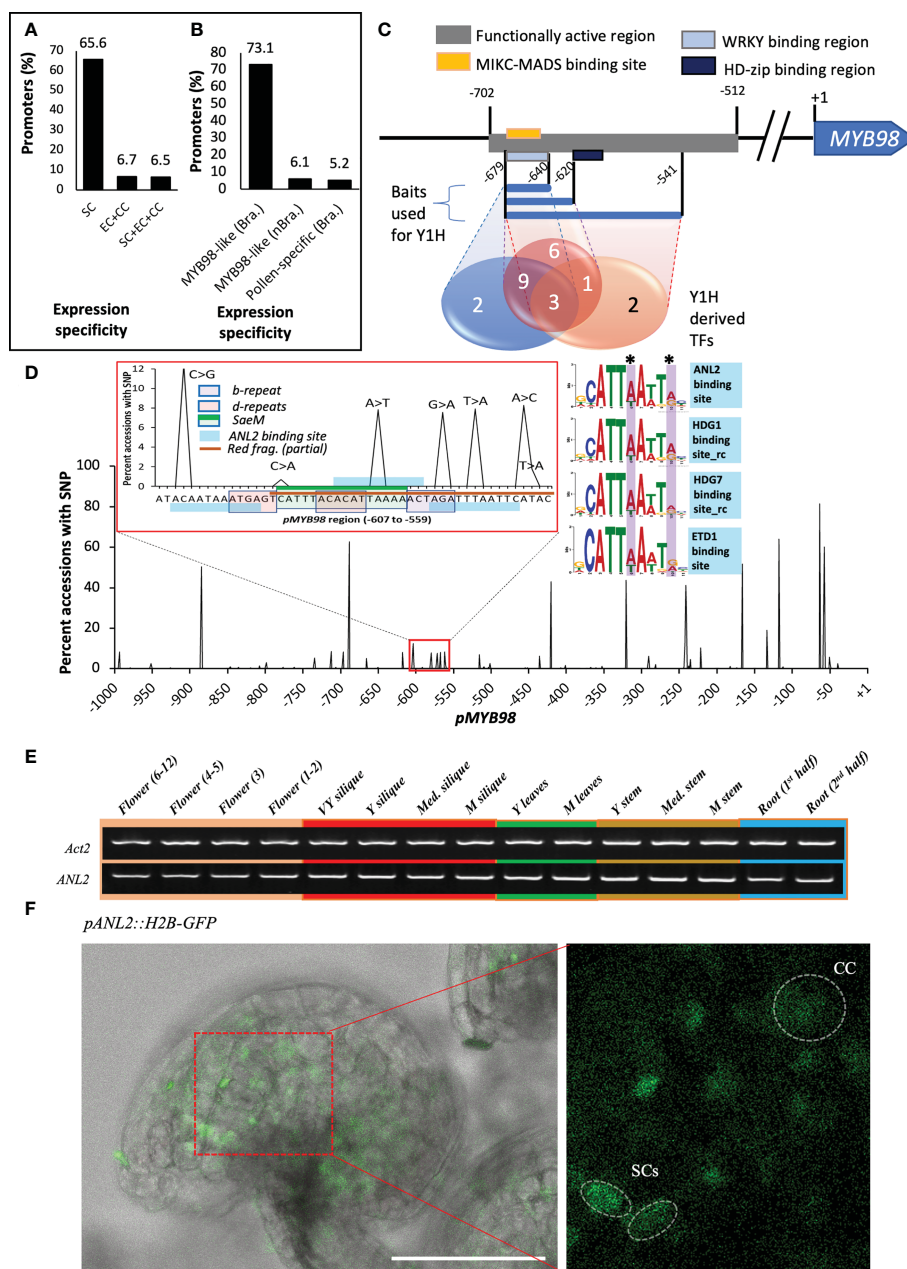 A
Promoters (%)
70
60
50
40
30
20
10
0
65.6
6.7
6.5
SC
EC+CC
SC+EC+CC
Expression
specificity
B
Promoters (%)
80
70
60
50
40
30
20
10
0
73.1
6.1
5.2
MYB98-like (Bra.)
MYB98-like (nBra.)
Pollen-specific (Bra.)
Expression
specificity
C
Functionally active region
MIKC-MADS binding site
WRKY binding region
HD-zip binding region
-702
-512
+1
MYB98
-679
-640
-620
-541
Baits
used
for Y1H
6
9
1
2
3
2
Y1H
derived
TFs
D
Percent accessions with SNP
12
10
8
6
4
2
0
C>G
b-repeat
d-repeats
SaeM
ANL2 binding site
Red frag. (partial)
C>A
A>T
G>A
T>A
A>C
T>A
ATACAATAAATGAGTCATTTACACATTAAAAACTAGATTTAATTCATAC
pMYB98 region (-607 to -559)
* *
ANL2
binding
site
HDG1
binding
site_rc
HDG7
binding
site_rc
ETD1
binding
site
Percent accessions with SNP
100
80
60
40
20
0
-1000
-950
-900
-850
-800
-750
-700
-650
-600
-550
-500
-450
-400
-350
-300
-250
-200
-150
-100
-50
+1
pMYB98
E
Flower (6-12)
Flower (4-5)
Flower (3)
Flower (1-2)
VY silique
Y silique
Med. silique
M silique
Y leaves
M leaves
Y stem
Med. stem
M stem
Root (1st half)
Root (2nd half)
Act2
ANL2
F
pANL2::H2B-GFP
CC
SCs